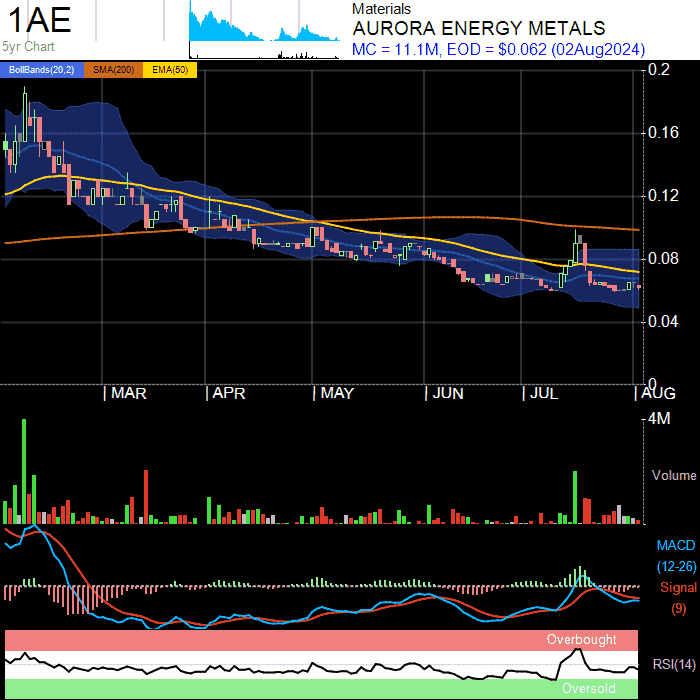 1AE
5yr Chart
Materials
AURORA ENERGY METALS
MC = 11.1M, EOD = $0.062 (02Aug2024)
BollBands(20,2) SMA(200) EMA(50)
0.2
0.16
0.12
0.08
0.04
0
MAR APR MAY JUN JUL AUG
4M
Volume
MACD
(12-26)
Signal
(9)
Overbought
RSI(14)
Oversold